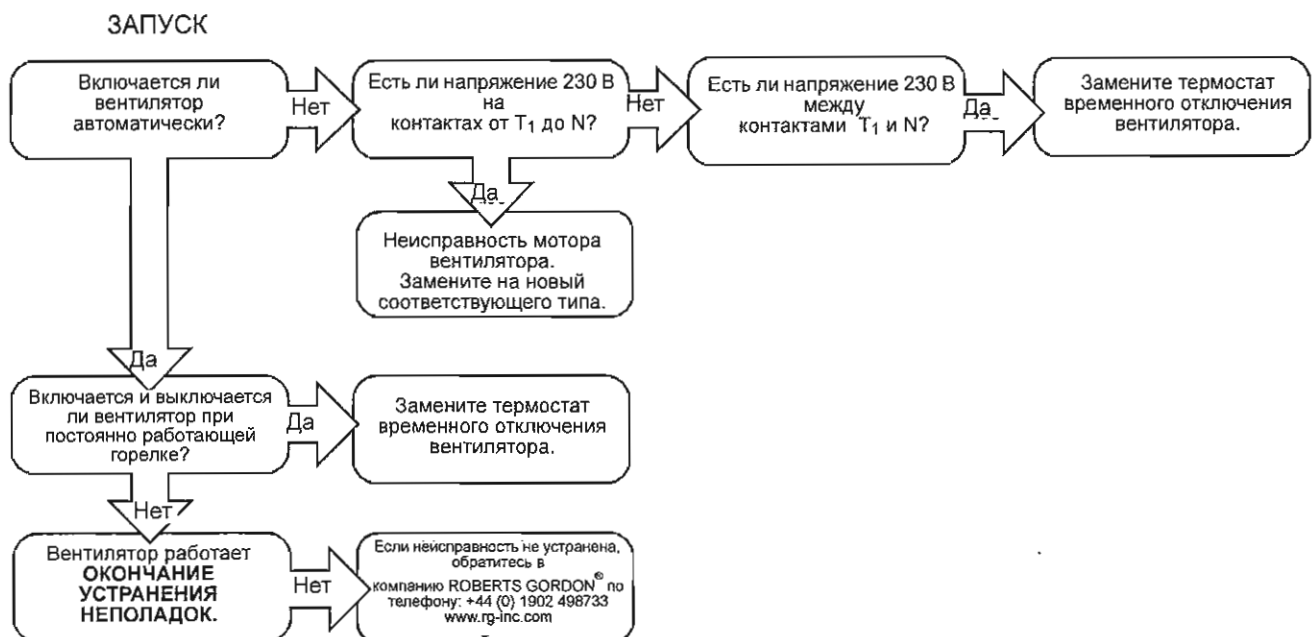 ЗАПУСК
Включается ли
вентилятор
автоматически?
Нет
Есть ли напряжение 230 В
на
контактах от T1 до N?
Нет
Есть ли напряжение 230 В
между
контактами T1 и N?
Да
Замените термостат
временного отключения
вентилятора.
Да
Неисправность мотора
вентилятора.
Замените на новый
соответствующего типа.
Да
Включается и выключается
ли вентилятор при
постоянно работающей
горелке?
Да
Замените термостат
временного отключения
вентилятора.
Нет
Вентилятор работает
ОКОНЧАНИЕ
УСТРАНЕНИЯ
НЕПОЛАДОК.
Нет
Если неисправность не устранена,
обратитесь в
компанию ROBERTS GORDON® по
телефону: +44 (0) 1902 498733
www.rg-inc.com